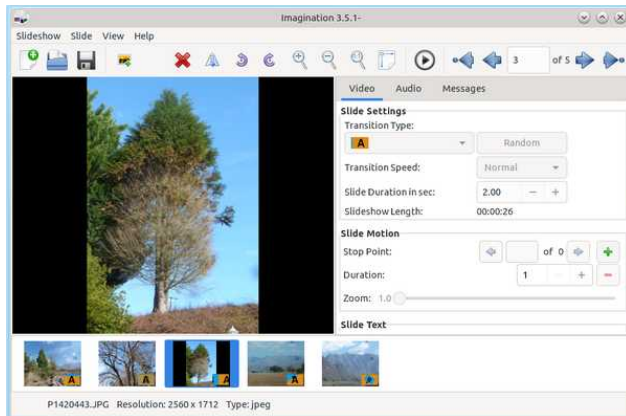 Imagination 3.5.1-
Slideshow Slide View Help
3 of 5
Video Audio Messages
Slide Settings
Transition Type:
A Random
Transition Speed: Normal
Slide Duration in sec: 2.00 − +
Slideshow Length: 00:00:26
Slide Motion
Stop Point: of 0
Duration: 1 − +
Zoom: 1.0
Slide Text
A A A A
P1420443.JPG Resolution: 2560 x 1712 Type: jpeg